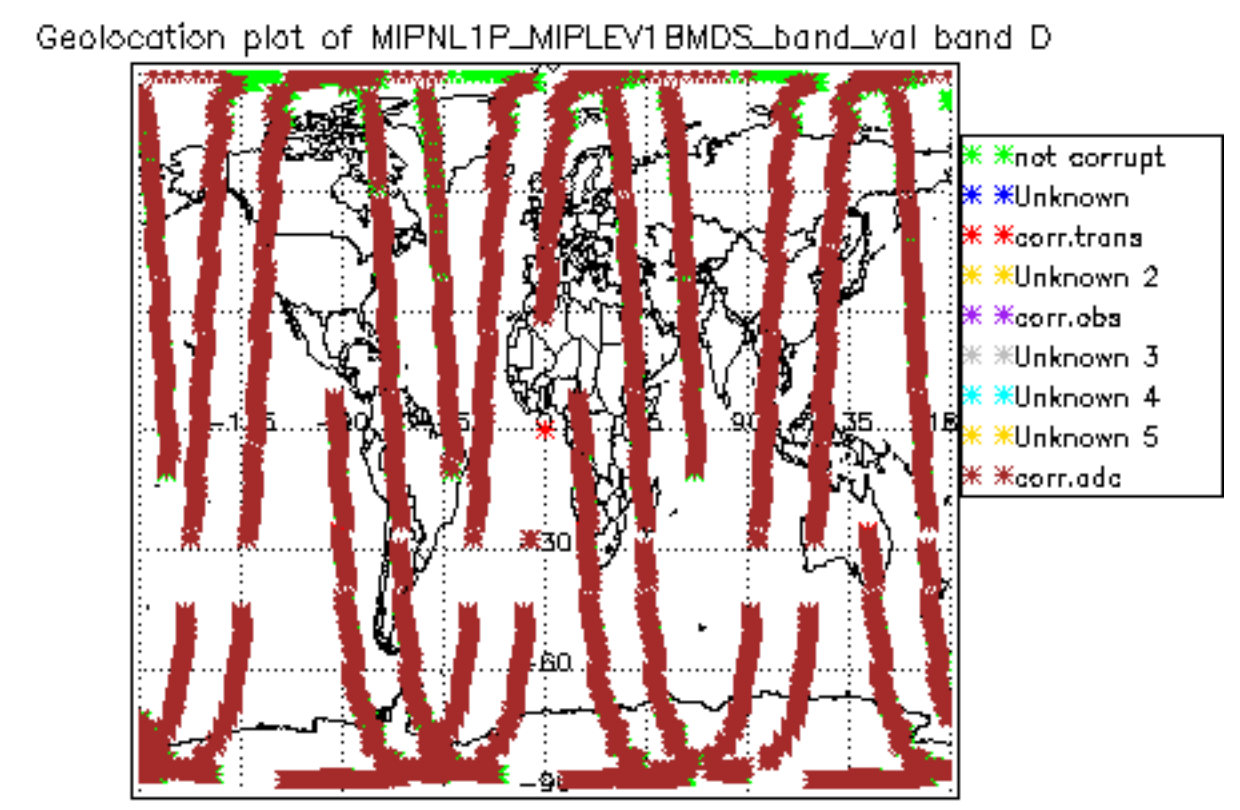 Geolocation plot of MIPNL1P_MIPLEV1BMDS_band_val band D
not corrupt
Unknown
corr.trans
Unknown 2
corr.obs
Unknown 3
Unknown 4
Unknown 5
corr.adc
90
-30
-60
-90